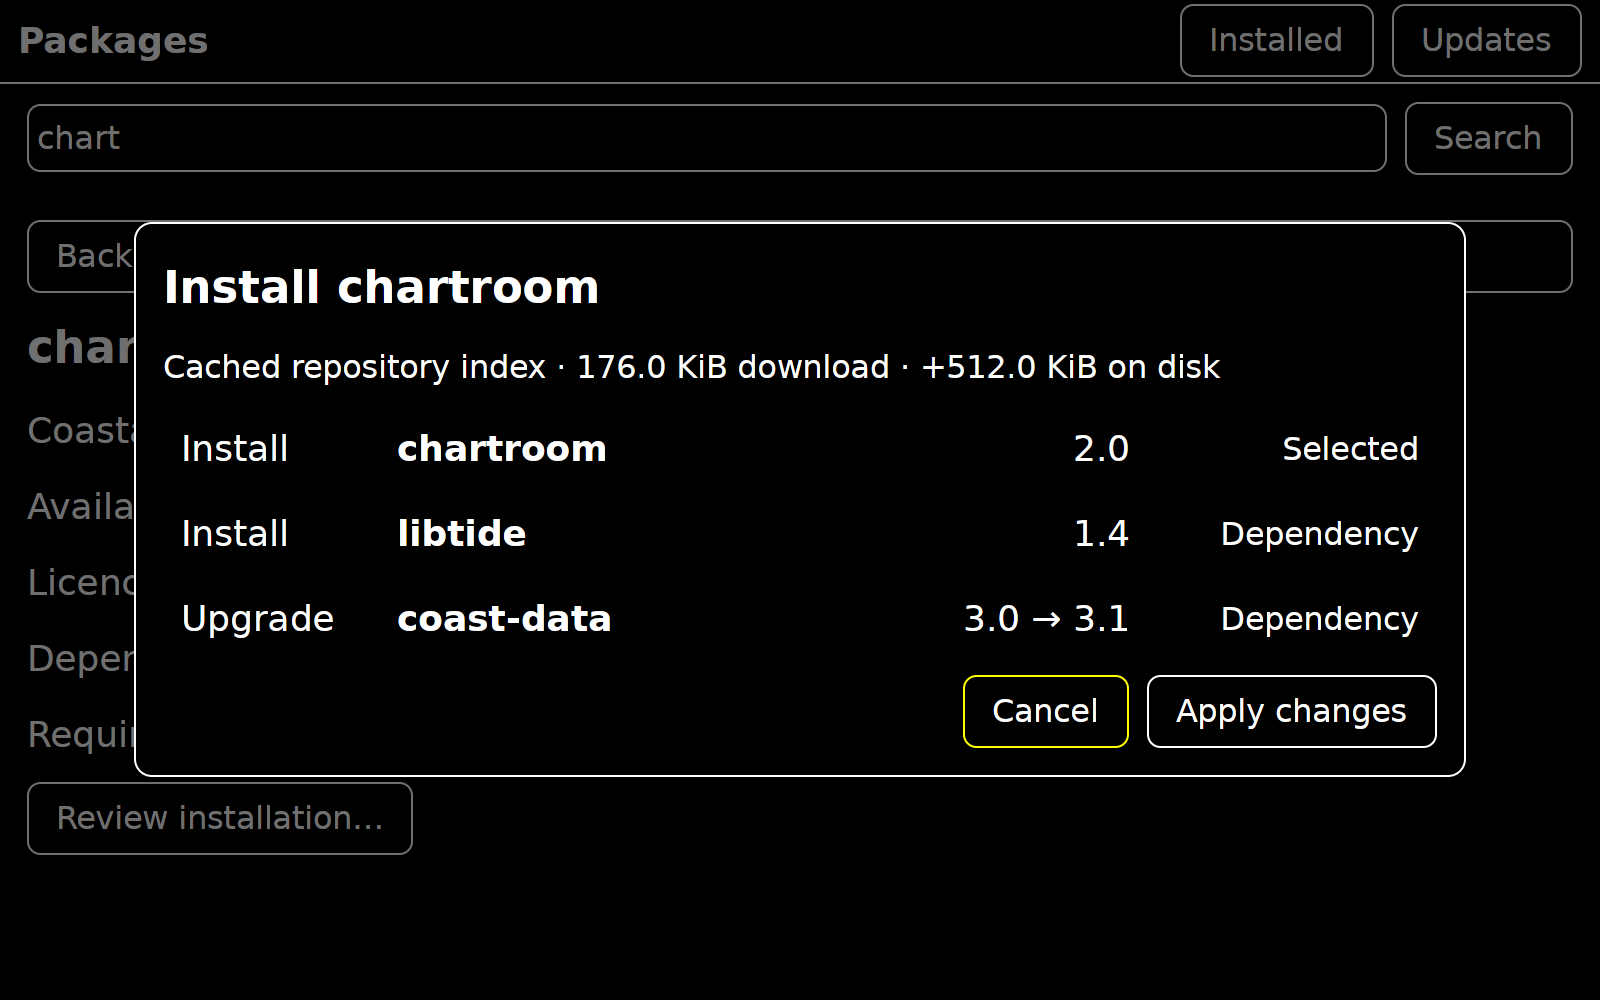 Packages Installed Updates
chart Search
Back
Install chartroom
Cached repository index · 176.0 KiB download · +512.0 KiB on disk
Install chartroom 2.0 Selected
Install libtide 1.4 Dependency
Upgrade coast-data 3.0 → 3.1 Dependency
Cancel Apply changes
Review installation…